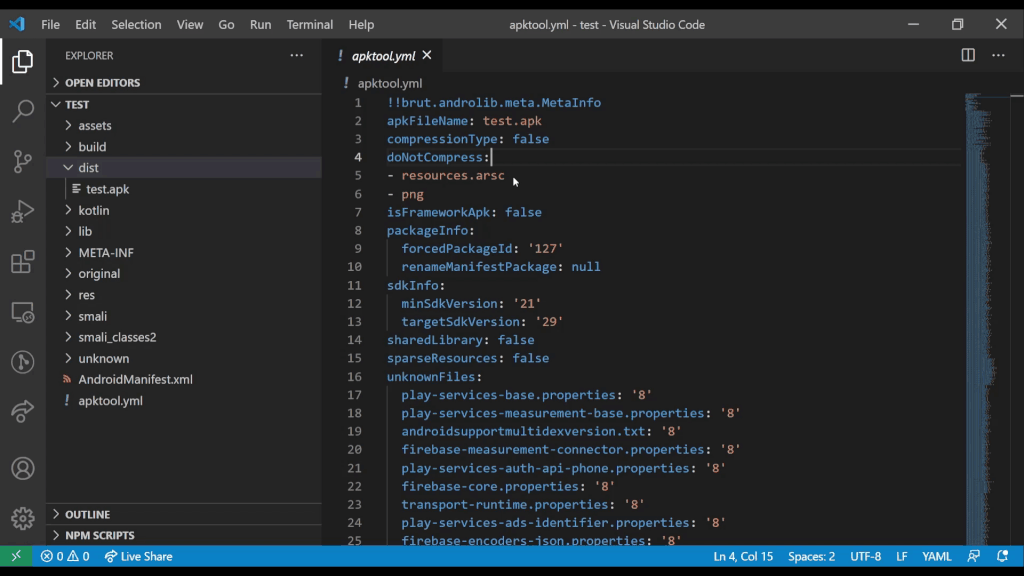 File Edit Selection View Go Run Terminal Help
apktool.yml - test - Visual Studio Code
EXPLORER
OPEN EDITORS
TEST
assets
build
dist
test.apk
kotlin
lib
META-INF
original
res
smali
smali_classes2
unknown
AndroidManifest.xml
! apktool.yml
OUTLINE
NPM SCRIPTS
! apktool.yml
! apktool.yml
1 !!brut.androlib.meta.MetaInfo
2 apkFileName: test.apk
3 compressionType: false
4 doNotCompress:
5 - resources.arsc
6 - png
7 isFrameworkApk: false
8 packageInfo:
9 forcedPackageId: '127'
10 renameManifestPackage: null
11 sdkInfo:
12 minSdkVersion: '21'
13 targetSdkVersion: '29'
14 sharedLibrary: false
15 sparseResources: false
16 unknownFiles:
17 play-services-base.properties: '8'
18 play-services-measurement-base.properties: '8'
19 androidsupportmultidexversion.txt: '8'
20 firebase-measurement-connector.properties: '8'
21 play-services-auth-api-phone.properties: '8'
22 firebase-core.properties: '8'
23 transport-runtime.properties: '8'
24 play-services-ads-identifier.properties: '8'
25 firebase-encoders-json.properties: '8'
0 0 Live Share
Ln 4, Col 15 Spaces: 2 UTF-8 LF YAML